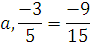 a, -3/5 = -9/15